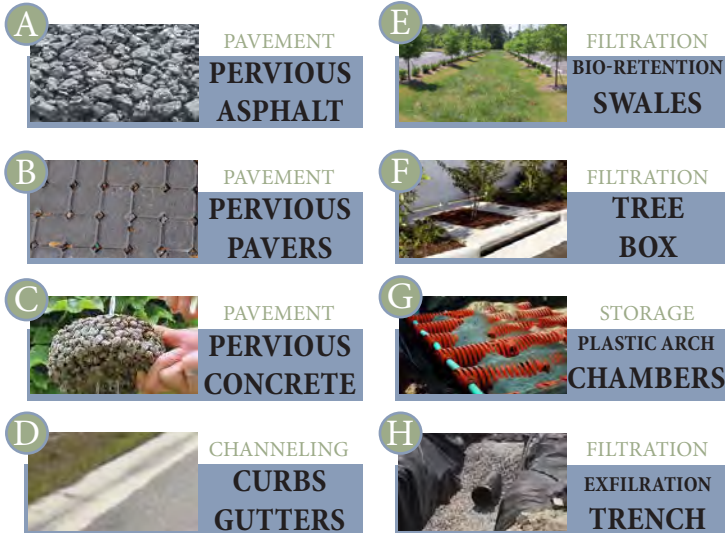 A
PAVEMENT
PERVIOUS
ASPHALT
B
PAVEMENT
PERVIOUS
PAVERS
C
PAVEMENT
PERVIOUS
CONCRETE
D
CHANNELING
CURBS
GUTTERS
E
FILTRATION
BIO-RETENTION
SWALES
F
FILTRATION
TREE
BOX
G
STORAGE
PLASTIC ARCH
CHAMBERS
H
FILTRATION
EXFILRATION
TRENCH